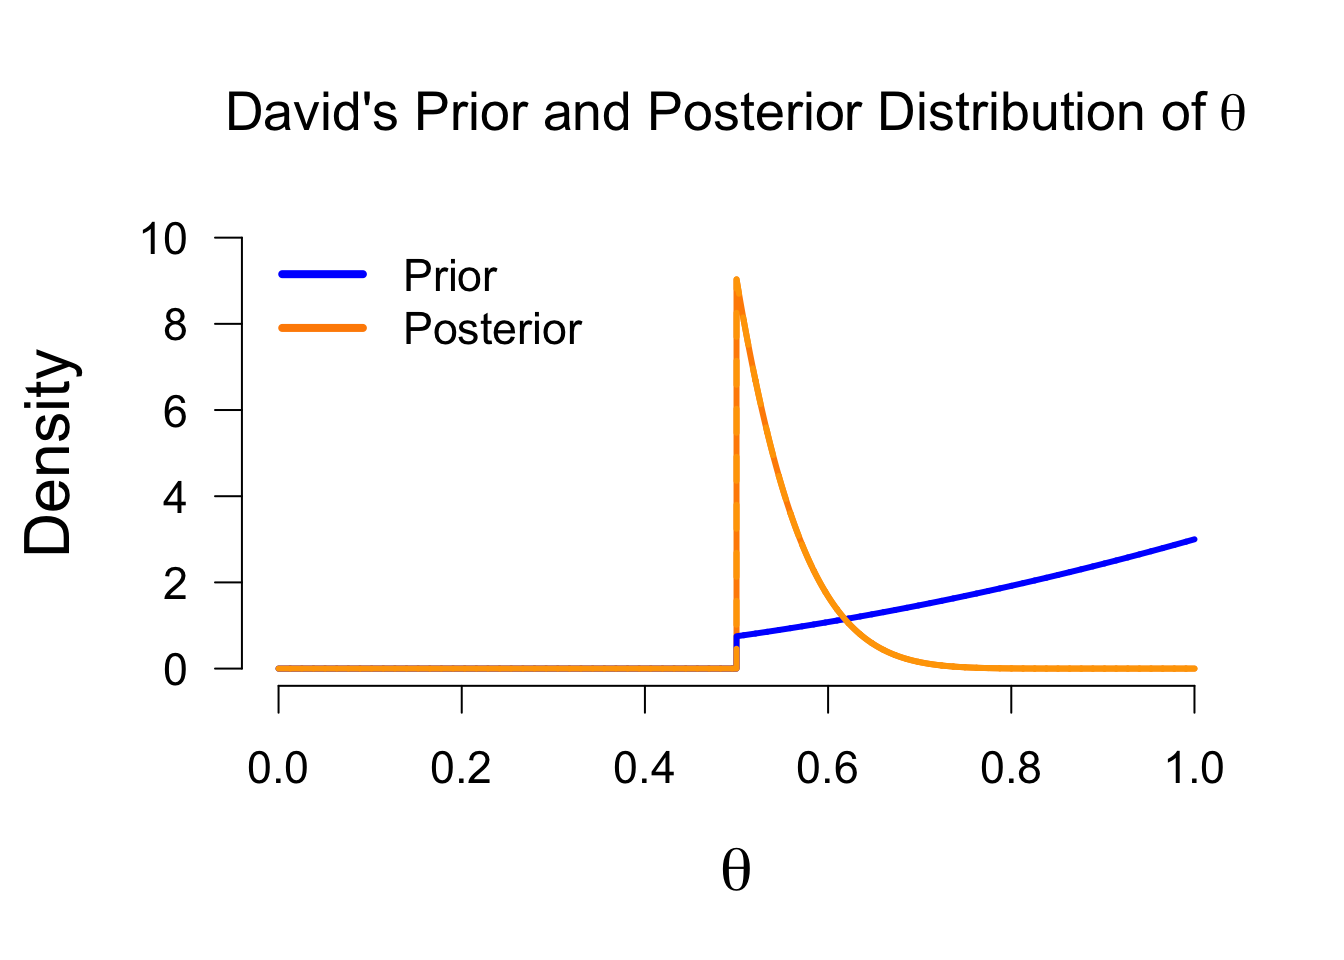 David's Prior and Posterior Distribution of θ
10
8
6
4
2
0
Density
Prior
Posterior
0.0 0.2 0.4 0.6 0.8 1.0
θ